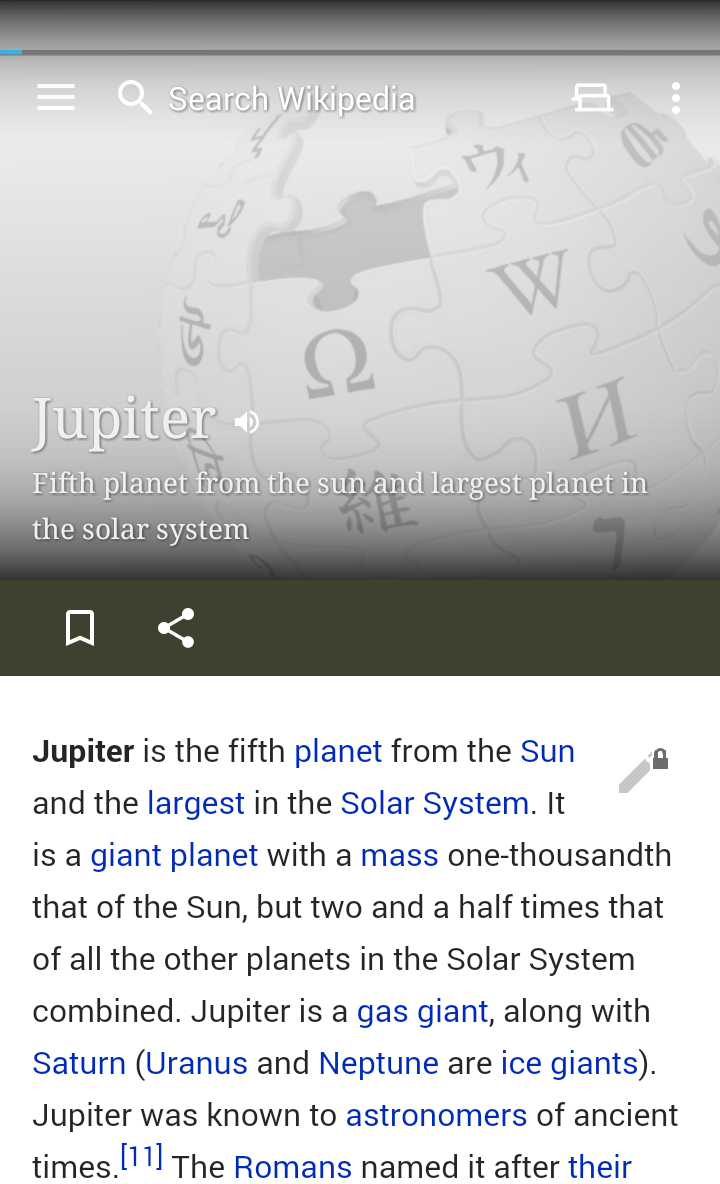 Search Wikipedia
ウィ
W
Ω
И
維
Jupiter
Fifth planet from the sun and largest planet in
the solar system
Jupiter is the fifth planet from the Sun
and the largest in the Solar System. It
is a giant planet with a mass one-thousandth
that of the Sun, but two and a half times that
of all the other planets in the Solar System
combined. Jupiter is a gas giant, along with
Saturn (Uranus and Neptune are ice giants).
Jupiter was known to astronomers of ancient
times.[11] The Romans named it after their